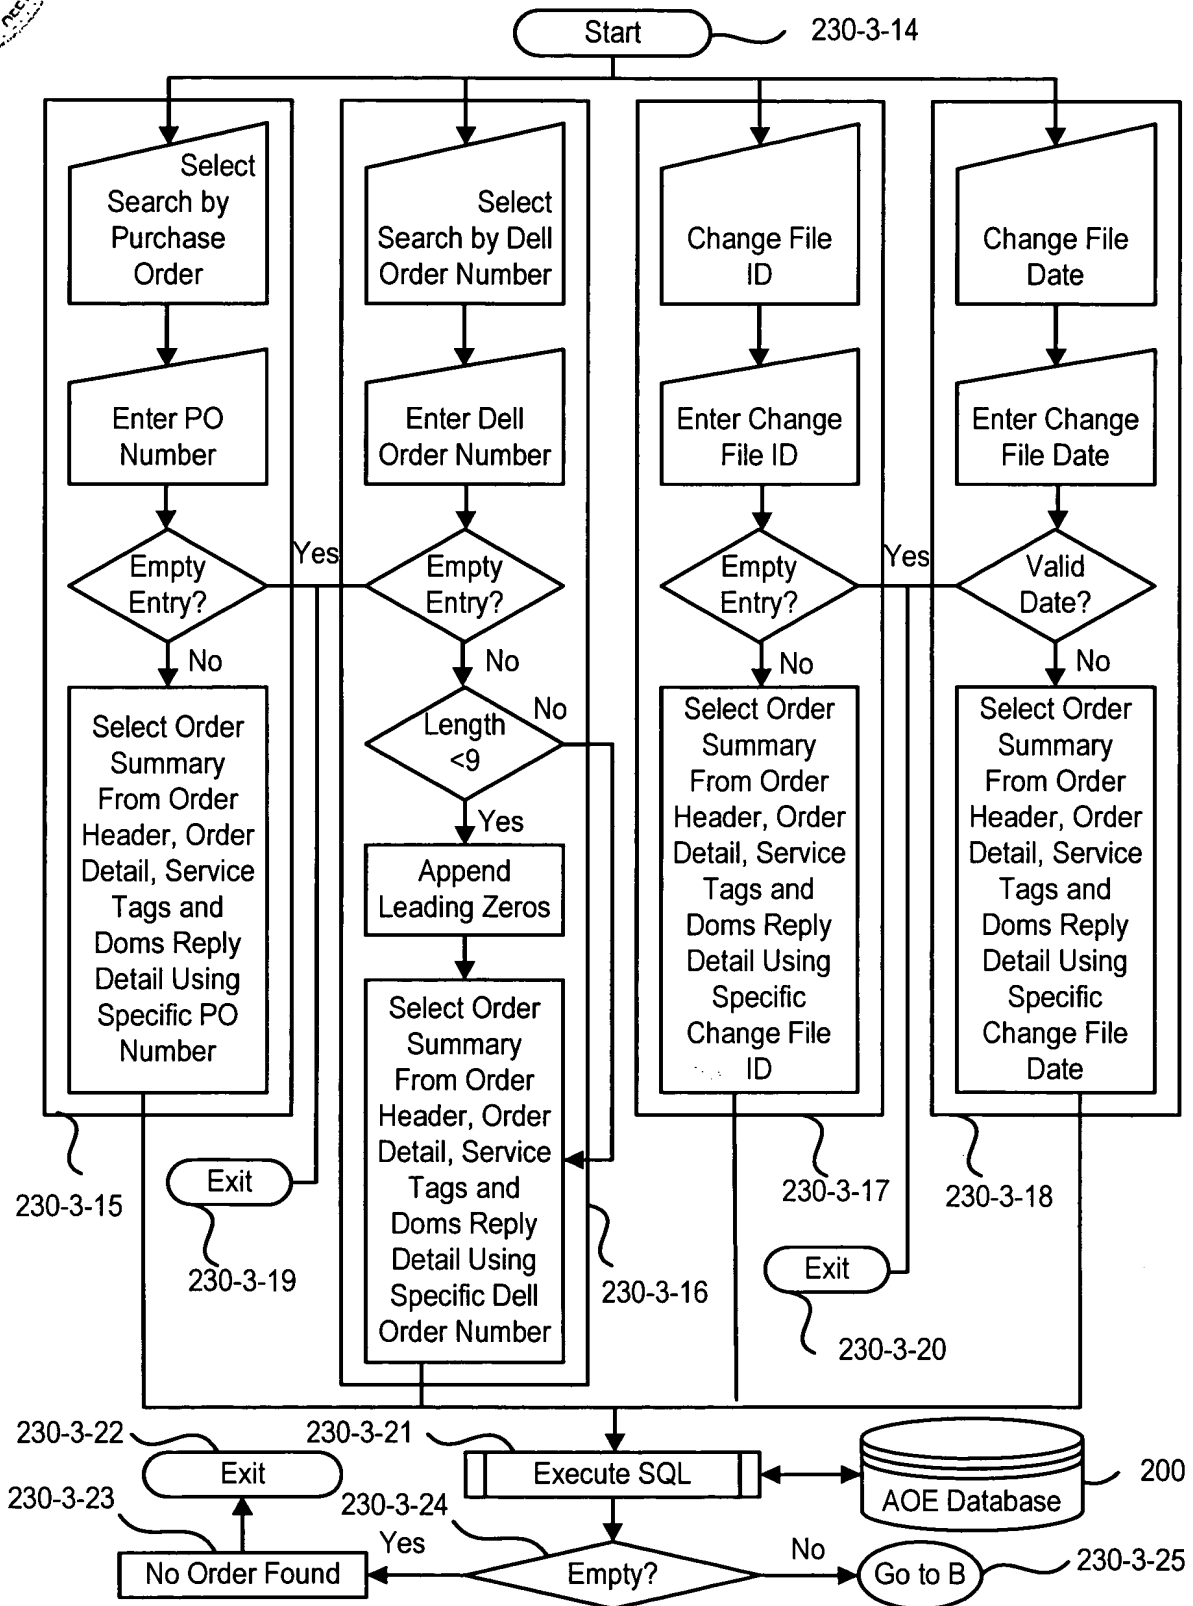 Start
230-3-14
Select
Search by
Purchase
Order
Select
Search by Dell
Order Number
Change File
ID
Change File
Date
Enter PO
Number
Enter Dell
Order Number
Enter Change
File ID
Enter Change
File Date
Empty
Entry?
Yes
Empty
Entry?
Empty
Entry?
Yes
Valid
Date?
No
No
No
No
Select Order
Summary
From Order
Header, Order
Detail, Service
Tags and
Doms Reply
Detail Using
Specific PO
Number
Length
<9
No
Yes
Append
Leading Zeros
Select Order
Summary
From Order
Header, Order
Detail, Service
Tags and
Doms Reply
Detail Using
Specific Dell
Order Number
Select Order
Summary
From Order
Header, Order
Detail, Service
Tags and
Doms Reply
Detail Using
Specific
Change File
ID
Select Order
Summary
From Order
Header, Order
Detail, Service
Tags and
Doms Reply
Detail Using
Specific
Change File
Date
230-3-15
Exit
230-3-19
230-3-16
230-3-17
230-3-18
Exit
230-3-20
230-3-22
Exit
230-3-21
Execute SQL
AOE Database
200
230-3-23
No Order Found
Yes
230-3-24
Empty?
No
Go to B
230-3-25